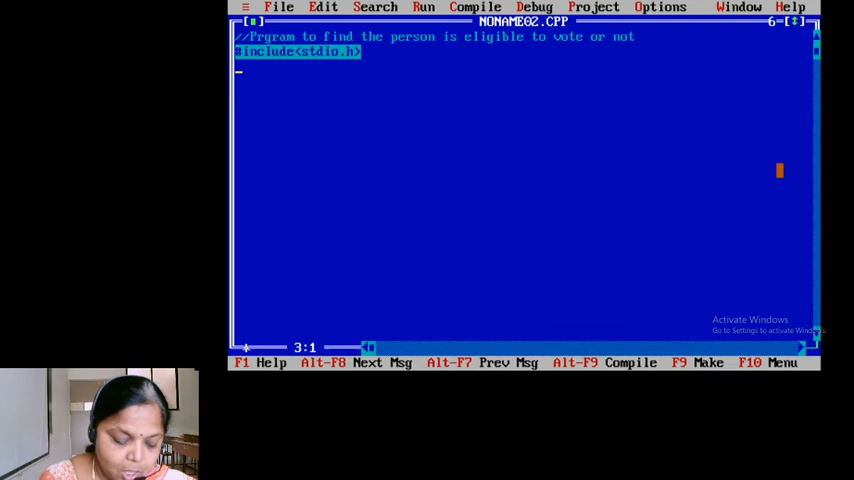 ≡ File Edit Search Run Compile Debug Project Options Window Help
[■] NONAME02.CPP 6=[↕]
//Prgram to find the person is eligible to vote or not
#include<stdio.h>
Activate Windows
Go to Settings to activate Windows.
3:1
F1 Help Alt-F8 Next Msg Alt-F7 Prev Msg Alt-F9 Compile F9 Make F10 Menu